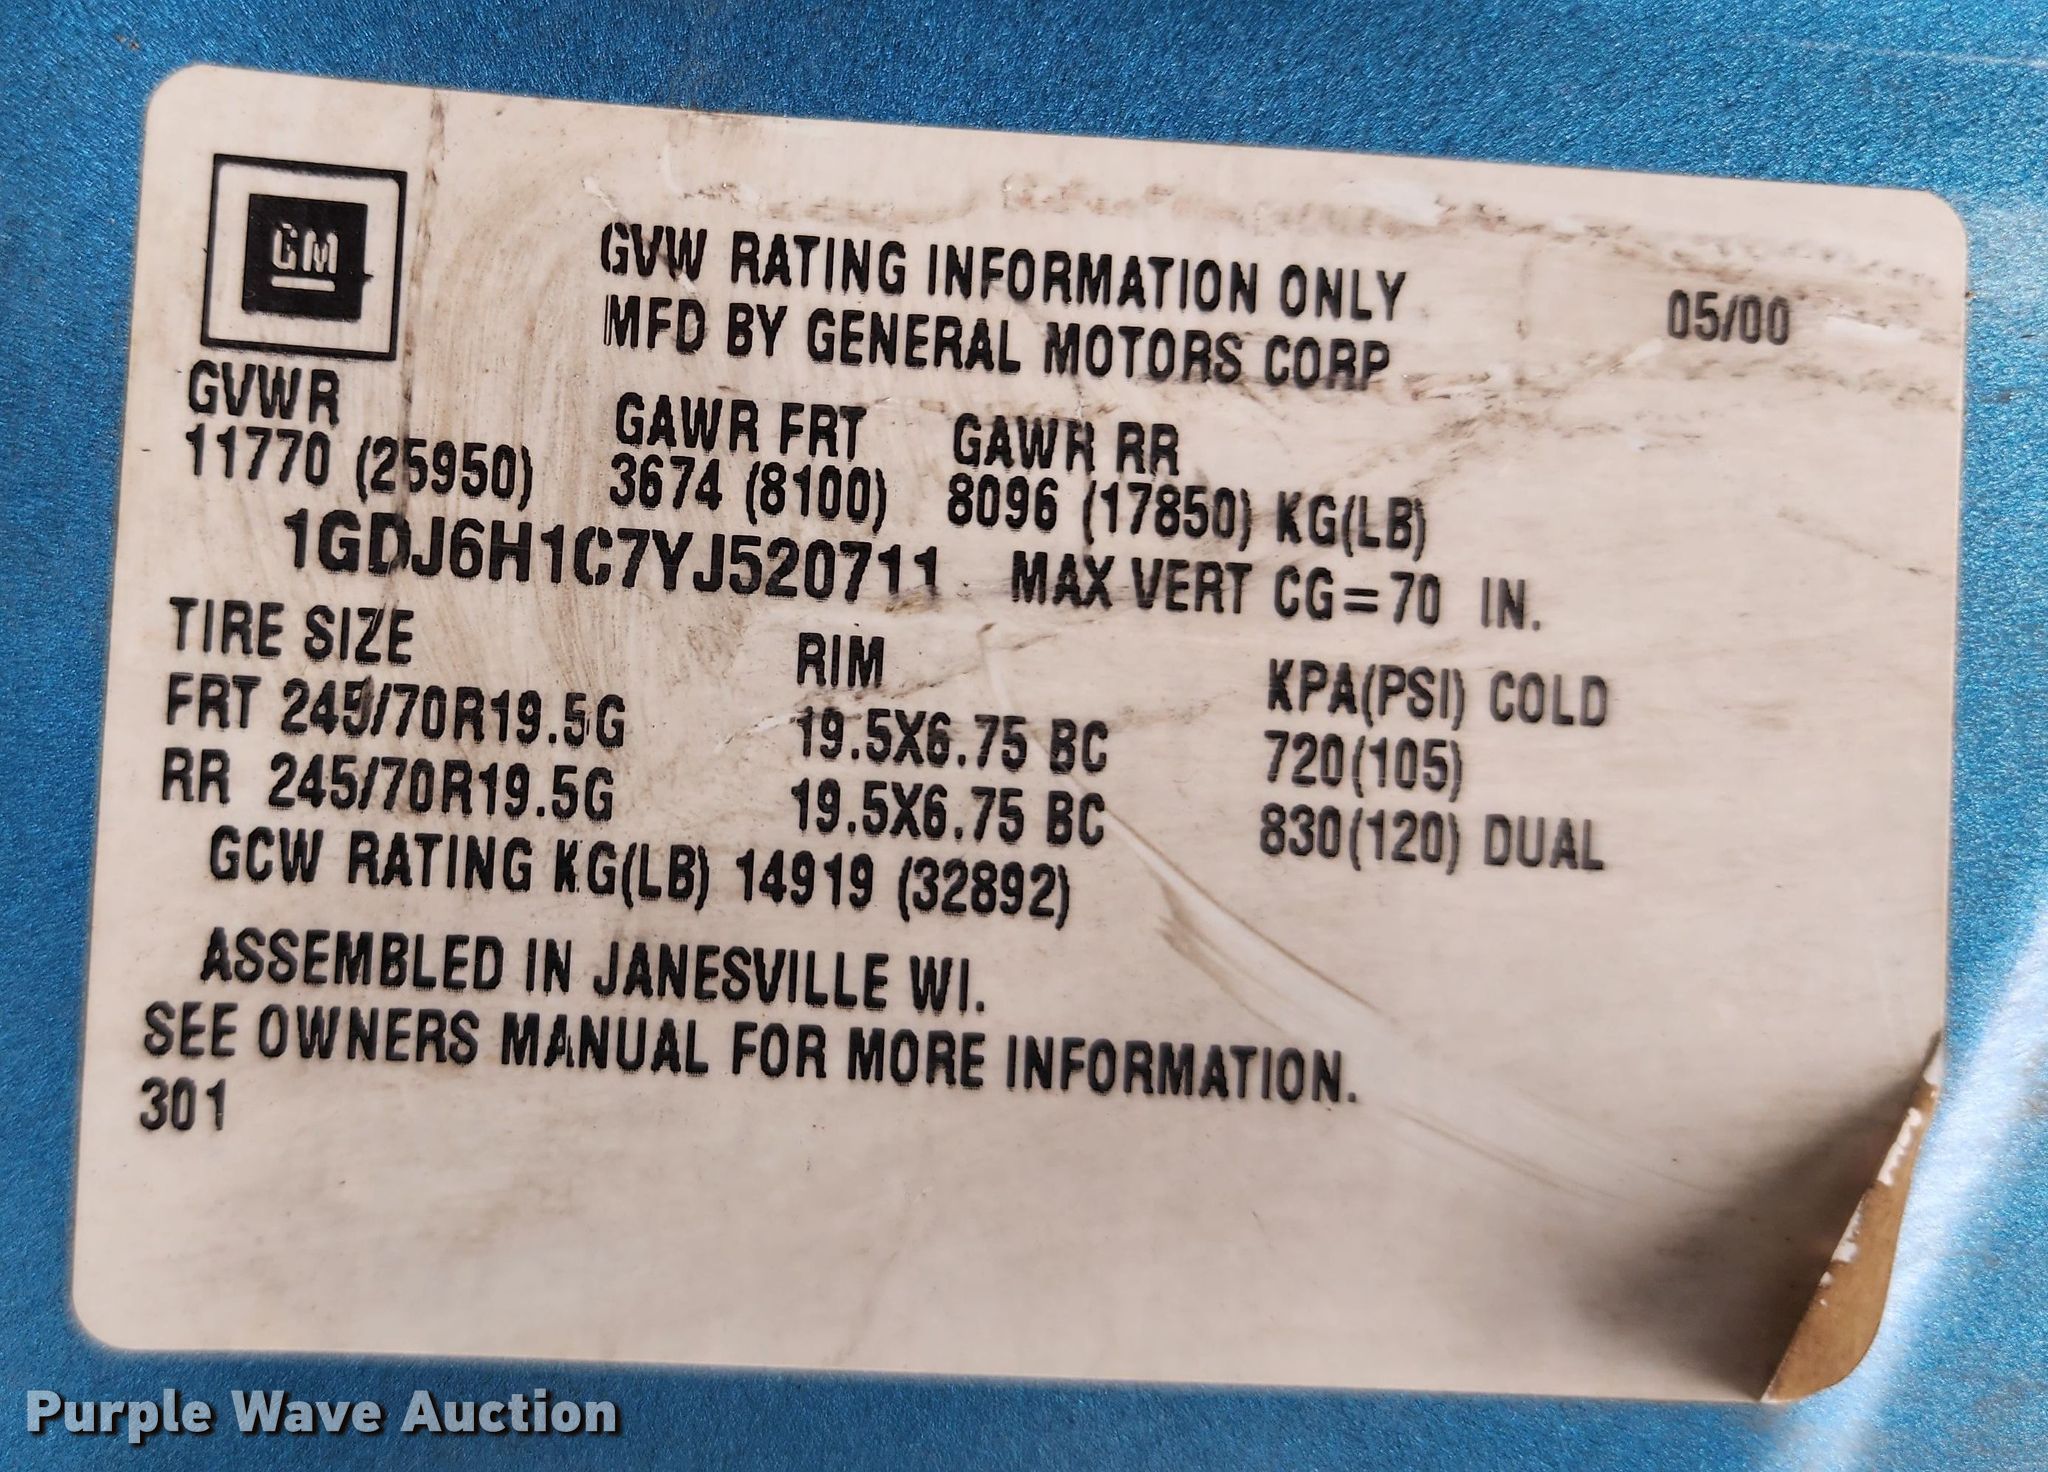 GM
GVW RATING INFORMATION ONLY
05/00
MFD BY GENERAL MOTORS CORP
GVWR GAWR FRT GAWR RR
11770 (25950) 3674 (8100) 8096 (17850) KG(LB)
1GDJ6H1C7YJ520711 MAX VERT CG=70 IN.
TIRE SIZE RIM KPA(PSI) COLD
FRT 245/70R19.5G 19.5X6.75 BC 720(105)
RR 245/70R19.5G 19.5X6.75 BC 830(120) DUAL
GCW RATING KG(LB) 14919 (32892)
ASSEMBLED IN JANESVILLE WI.
SEE OWNERS MANUAL FOR MORE INFORMATION.
301
Purple Wave Auction